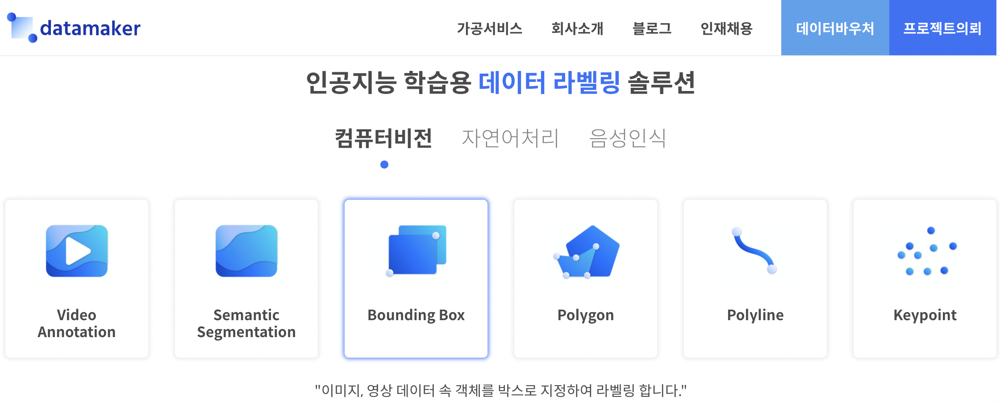 datamaker
가공서비스 회사소개 블로그 인재채용 데이터바우처 프로젝트의뢰
인공지능 학습용 데이터 라벨링 솔루션
컴퓨터비전 자연어처리 음성인식
Video
Annotation
Semantic
Segmentation
Bounding Box
Polygon
Polyline
Keypoint
"이미지, 영상 데이터 속 객체를 박스로 지정하여 라벨링 합니다."